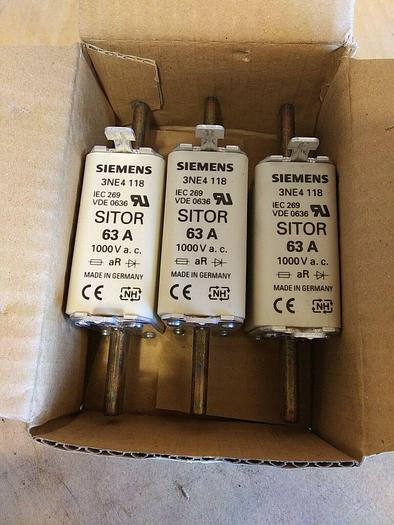 SIEMENS
3NE4 118
IEC 269
VDE 0636
SITOR
63 A
1000 V a. c.
aR
MADE IN GERMANY
CE
NH
SIEMENS
3NE4 118
IEC 269
VDE 0636
SITOR
63 A
1000 V a. c.
aR
MADE IN GERMANY
CE
NH
SIEMENS
3NE4 118
IEC 269
VDE 0636
SITOR
63 A
1000 V a. c.
aR
MADE IN GERMANY
CE
NH